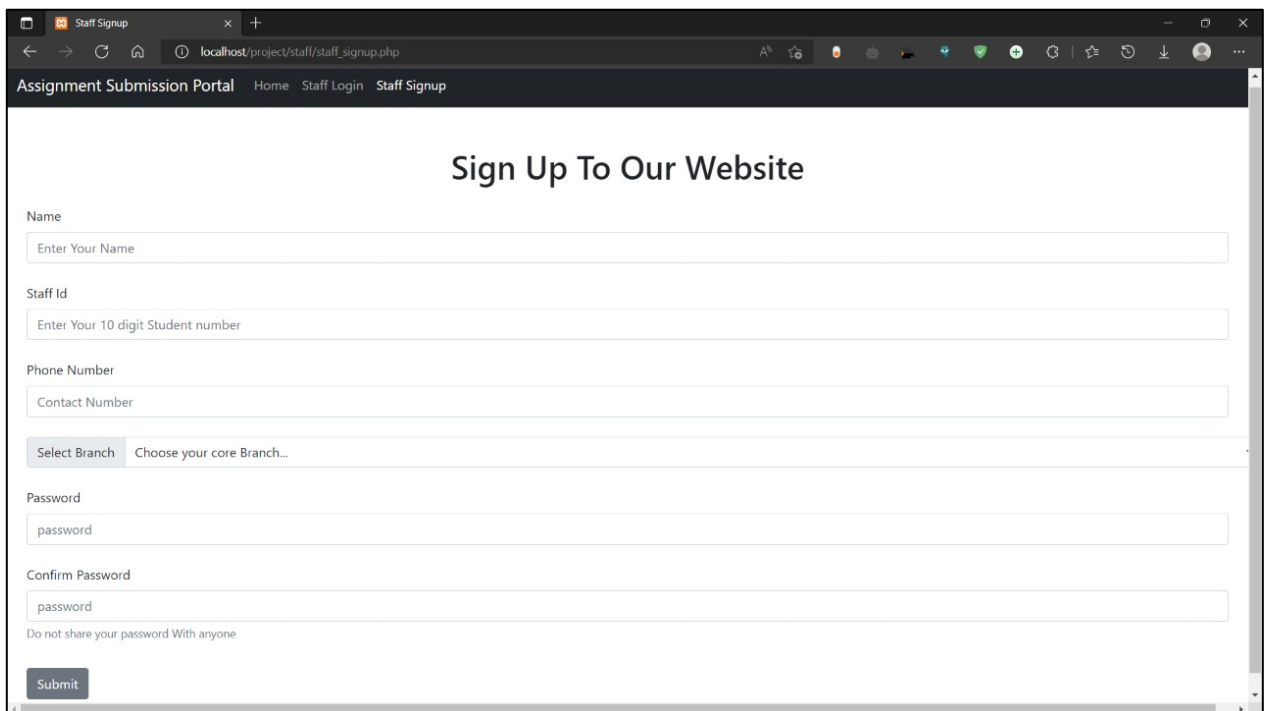 Staff Signup
localhost/project/staff/staff_signup.php
Assignment Submission Portal Home Staff Login Staff Signup
Sign Up To Our Website
Name
Enter Your Name
Staff Id
Enter Your 10 digit Student number
Phone Number
Contact Number
Select Branch Choose your core Branch...
Password
password
Confirm Password
password
Do not share your password With anyone
Submit